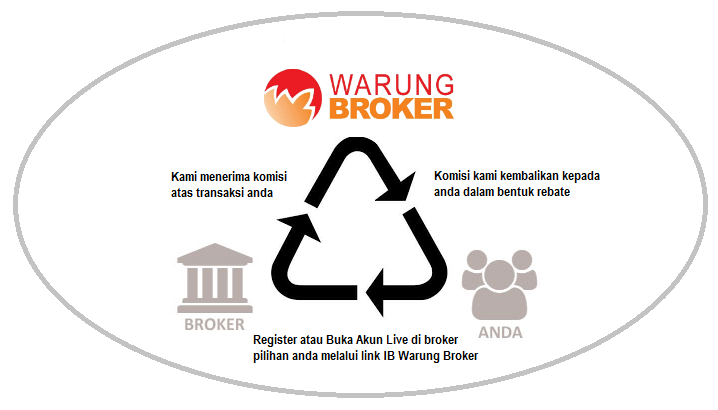 WARUNG
BROKER
Kami menerima komisi
atas transaksi anda
Komisi kami kembalikan kepada
anda dalam bentuk rebate
BROKER
ANDA
Register atau Buka Akun Live di broker
pilihan anda melalui link IB Warung Broker